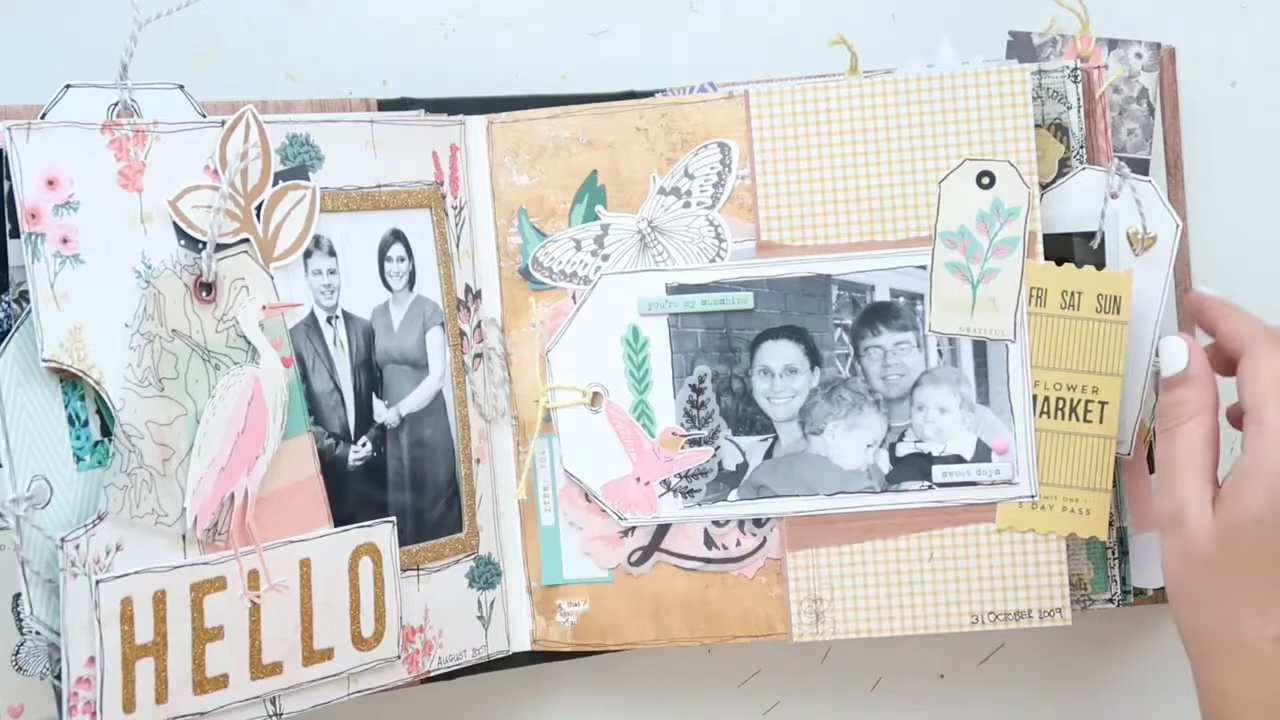 HELLO
AUGUST 2007
you're my sunshine
sweet days
GRATEFUL
FRI SAT SUN
FLOWER
MARKET
3 DAY PASS
31 OCTOBER 2009